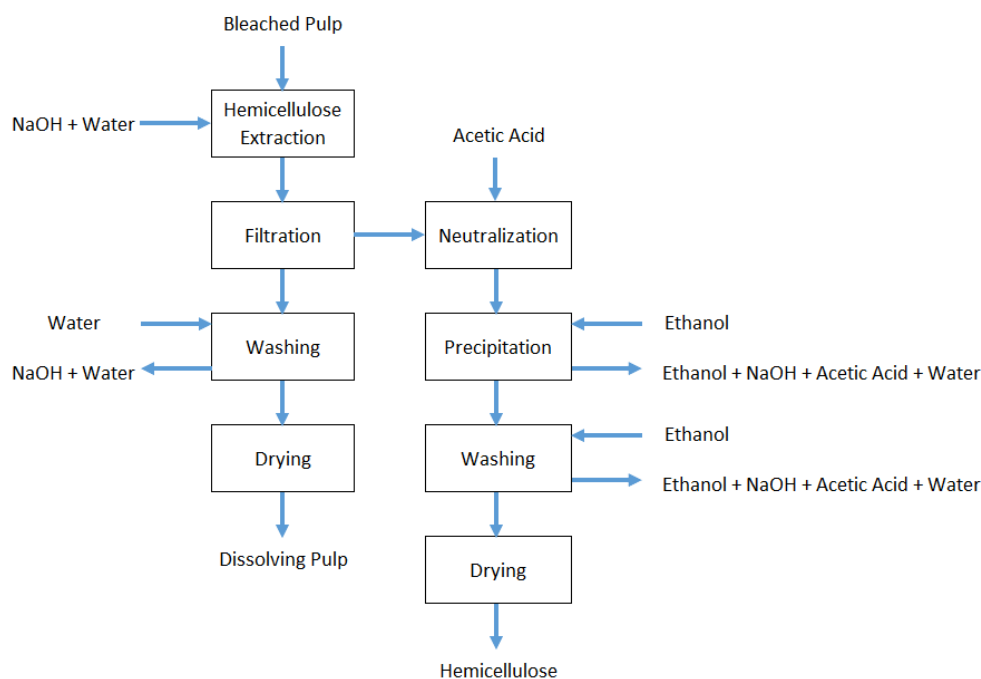 Bleached Pulp
NaOH + Water
Hemicellulose
Extraction
Acetic Acid
Filtration
Neutralization
Water
NaOH + Water
Washing
Precipitation
Ethanol
Ethanol + NaOH + Acetic Acid + Water
Drying
Washing
Ethanol
Ethanol + NaOH + Acetic Acid + Water
Dissolving Pulp
Drying
Hemicellulose